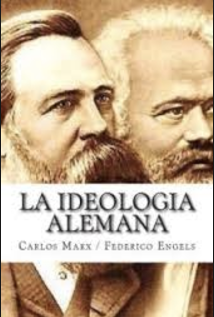 LA IDEOLOGIA
ALEMANA
CARLOS MARX / FEDERICO ENGELS